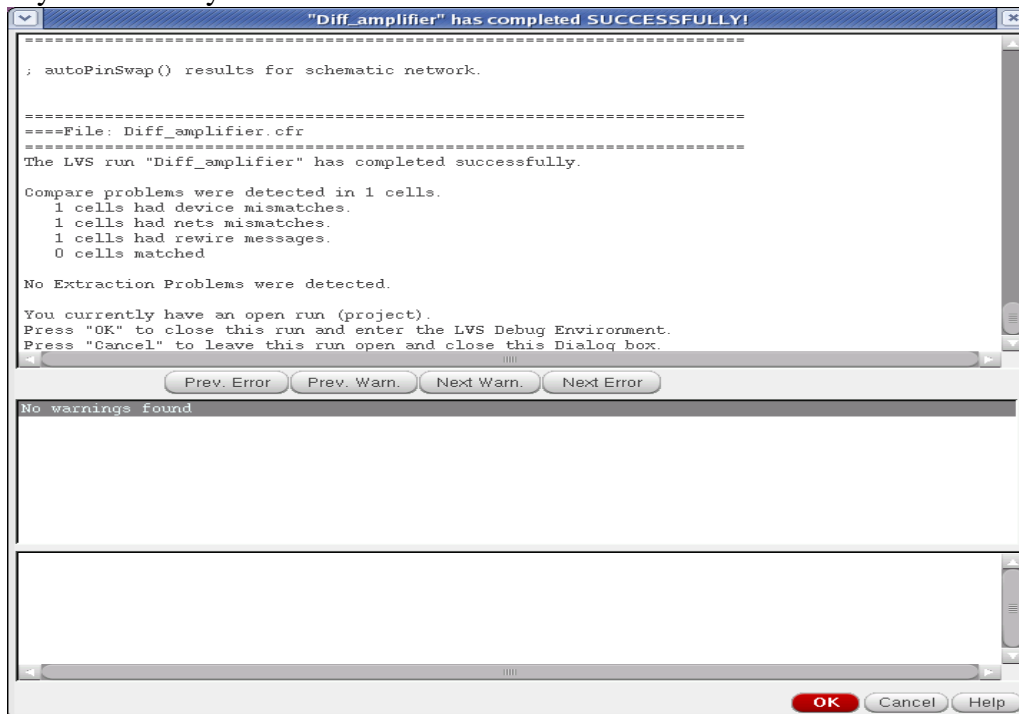 "Diff_amplifier" has completed SUCCESSFULLY!
========================================================================
; autoPinSwap() results for schematic network.
========================================================================
====File: Diff_amplifier.cfr
========================================================================
The LVS run "Diff_amplifier" has completed successfully.
Compare problems were detected in 1 cells.
1 cells had device mismatches.
1 cells had nets mismatches.
1 cells had rewire messages.
0 cells matched
No Extraction Problems were detected.
You currently have an open run (project).
Press "OK" to close this run and enter the LVS Debug Environment.
Press "Cancel" to leave this run open and close this Dialog box.
Prev. Error Prev. Warn. Next Warn. Next Error
No warnings found
OK Cancel Help